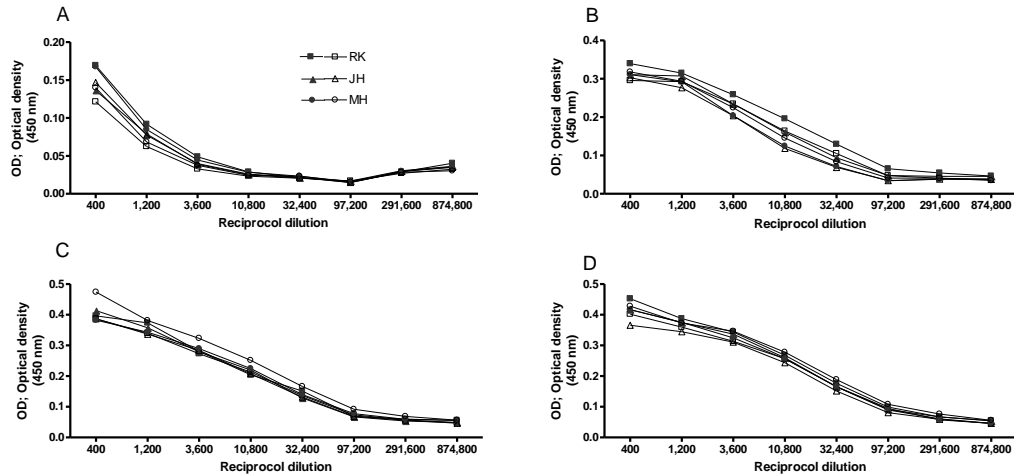 A
OD; Optical density
(450 nm)
0.20
0.15
0.10
0.05
0.00
RK
JH
MH
400 1,200 3,600 10,800 32,400 97,200 291,600 874,800
Reciprocol dilution
B
OD; Optical density
(450 nm)
0.4
0.3
0.2
0.1
0.0
400 1,200 3,600 10,800 32,400 97,200 291,600 874,800
Reciprocol dilution
C
OD; Optical density
(450 nm)
0.5
0.4
0.3
0.2
0.1
0.0
400 1,200 3,600 10,800 32,400 97,200 291,600 874,800
Reciprocol dilution
D
OD; Optical density
(450 nm)
0.5
0.4
0.3
0.2
0.1
0.0
400 1,200 3,600 10,800 32,400 97,200 291,600 874,800
Reciprocol dilution